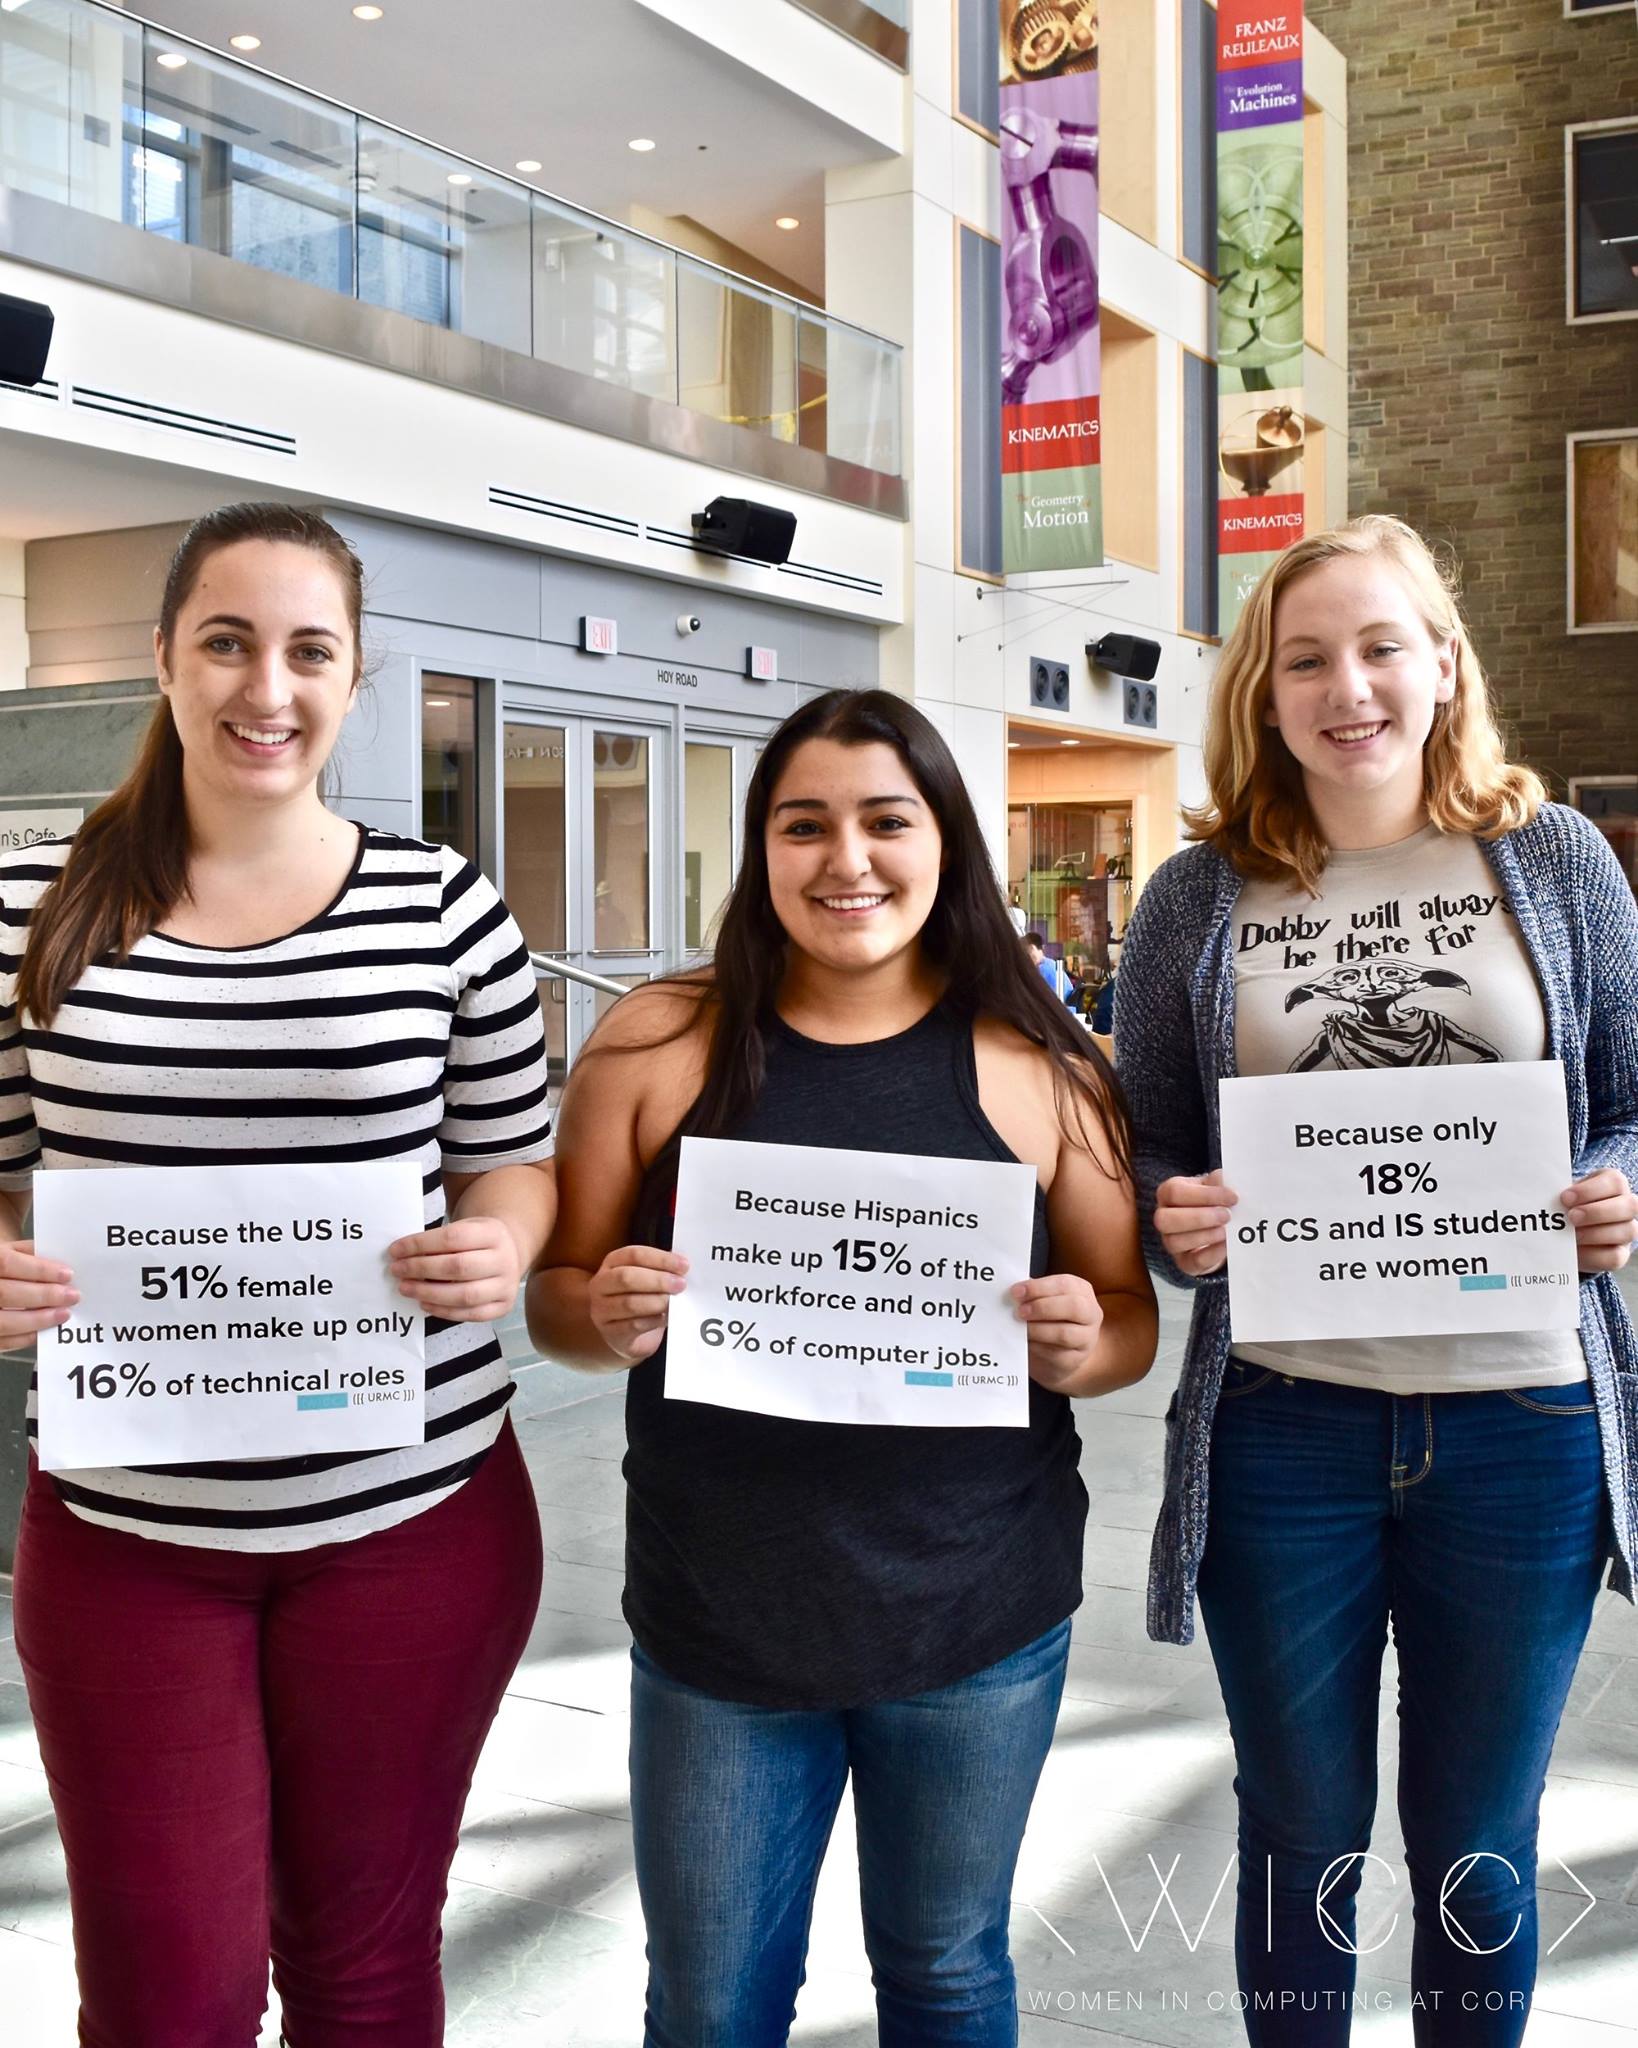 FRANZ
REULEAUX
The Evolution of
Machines
KINEMATICS
The Geometry of
Motion
KINEMATICS
EXIT
EXIT
HOY ROAD
n's Cafe
Dobby will always
be there for
Because the US is
51% female
but women make up only
16% of technical roles
WICC ({{ URMC }})
Because Hispanics
make up 15% of the
workforce and only
6% of computer jobs.
WICC ({{ URMC }})
Because only
18%
of CS and IS students
are women
WICC ({{ URMC }})
<WICC>
WOMEN IN COMPUTING AT COR